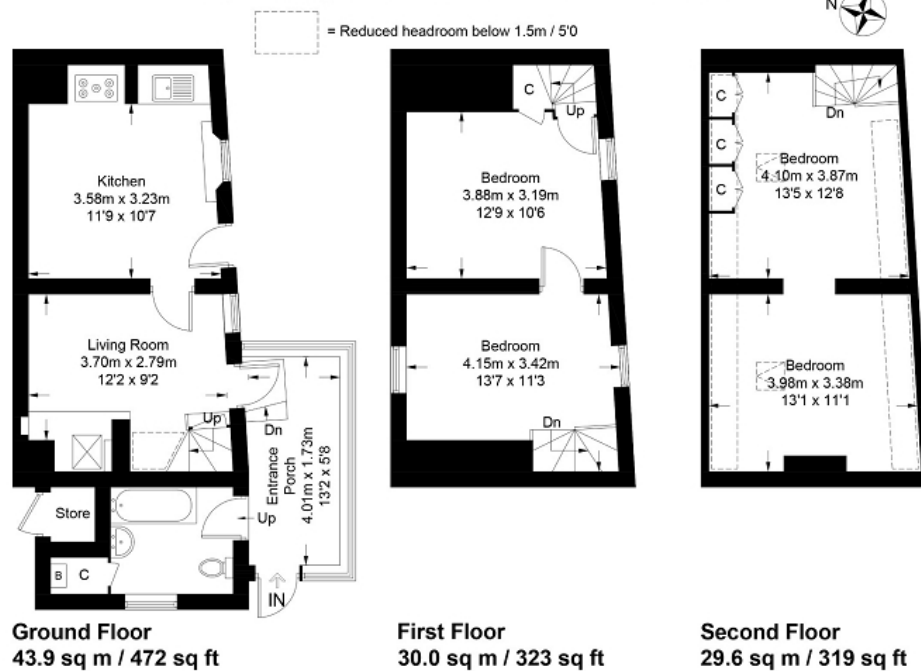 N
= Reduced headroom below 1.5m / 5'0
Kitchen
3.58m x 3.23m
11'9 x 10'7
Living Room
3.70m x 2.79m
12'2 x 9'2
Up
Dn
Entrance
Porch
4.01m x 1.73m
13'2 x 5'8
Store
Up
B
C
IN
Ground Floor
43.9 sq m / 472 sq ft
C
Up
Bedroom
3.88m x 3.19m
12'9 x 10'6
Bedroom
4.15m x 3.42m
13'7 x 11'3
Dn
First Floor
30.0 sq m / 323 sq ft
C
C
C
Dn
Bedroom
4.10m x 3.87m
13'5 x 12'8
Bedroom
3.98m x 3.38m
13'1 x 11'1
Second Floor
29.6 sq m / 319 sq ft